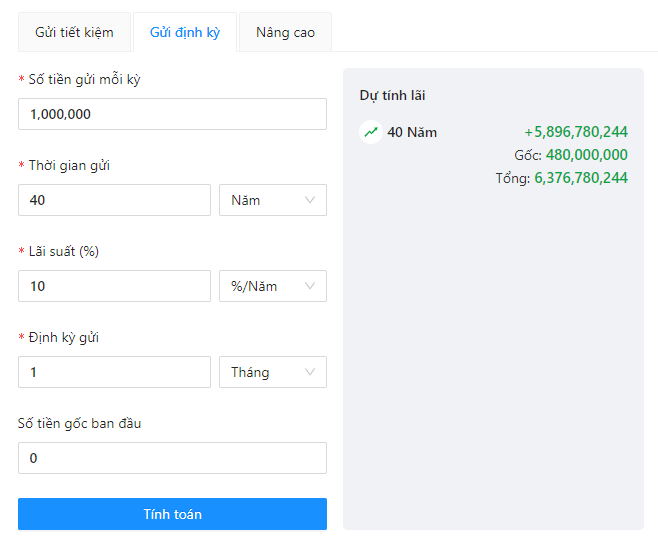 Gửi tiết kiệm
Gửi định kỳ
Nâng cao
* Số tiền gửi mỗi kỳ
1,000,000
* Thời gian gửi
40
Năm
* Lãi suất (%)
10
%/Năm
* Định kỳ gửi
1
Tháng
Số tiền gốc ban đầu
0
Tính toán
Dự tính lãi
40 Năm
+5,896,780,244
Gốc: 480,000,000
Tổng: 6,376,780,244